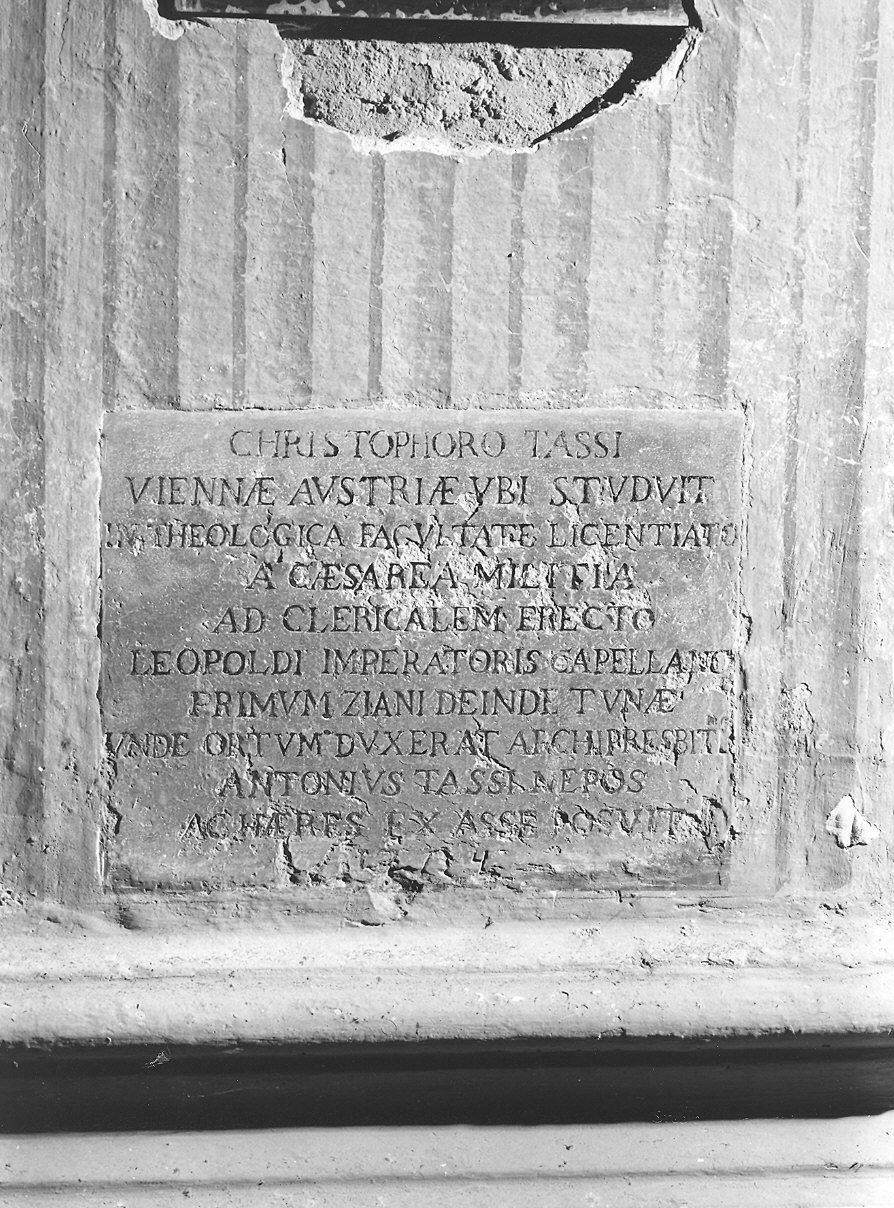 CHRISTOPHORO TASSI
VIENNÆ AVSTRIÆ VBI STVDVIT
IN THEOLOGICA FACVLTATE LICENTIATO
A CÆSAREA MILITIA
AD CLERICALEM ERECTO
LEOPOLDI IMPERATORIS CAPELLANO
PRIMVM ZIANI DEINDE TVNÆ
VNDE ORTVM DVXERAT ARCHIPRESBIT
ANTONIVS TASSI NEPOS
AC HÆRES EX ASSE POSVIT